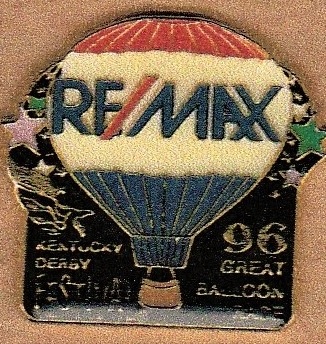 RE/MAX
KENTUCKY
DERBY
FESTIVAL
96
GREAT
BALLOON
RACE